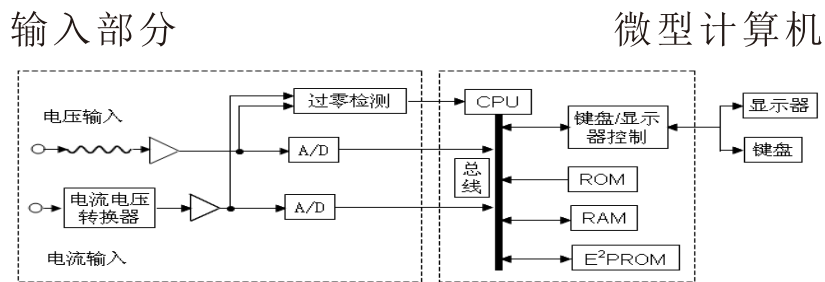 输入部分
微型计算机
电压输入
过零检测
A/D
电流电压
转换器
A/D
电流输入
CPU
总
线
键盘/显示
器控制
ROM
RAM
E²PROM
显示器
键盘